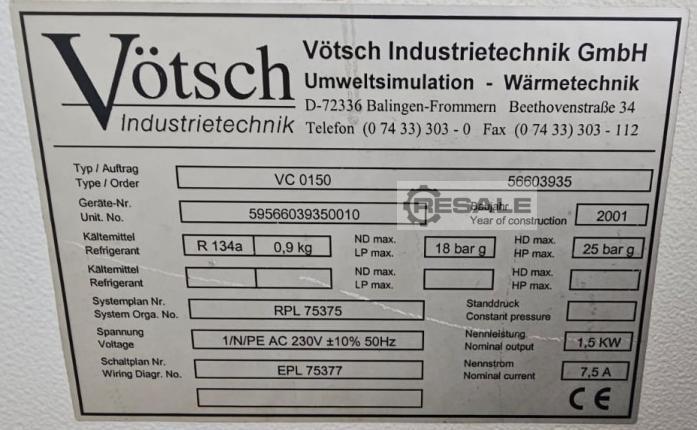 Vötsch
Industrietechnik
Vötsch Industrietechnik GmbH
Umweltsimulation - Wärmetechnik
D-72336 Balingen-Frommern Beethovenstraße 34
Telefon (0 74 33) 303 - 0 Fax (0 74 33) 303 - 112
Typ / Auftrag
Type / Order
VC 0150 56603935
RESALE
Geräte-Nr.
Unit. No.
59566039350010
Baujahr
Year of construction
2001
Kältemittel
Refrigerant
R 134a 0,9 kg
ND max.
LP max.
18 bar g
HD max.
HP max.
25 bar g
Kältemittel
Refrigerant
ND max.
LP max.
HD max.
HP max.
Systemplan Nr.
System Orga. No.
RPL 75375
Standdruck
Constant pressure
Spannung
Voltage
1/N/PE AC 230V ±10% 50Hz
Nennleistung
Nominal output
1,5 KW
Schaltplan Nr.
Wiring Diagr. No.
EPL 75377
Nennstrom
Nominal current
7,5 A
CE